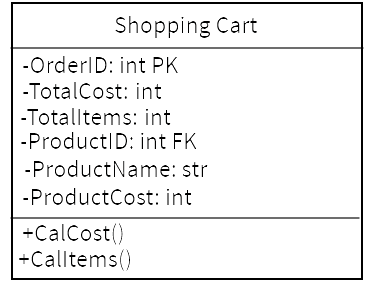 Shopping Cart
-OrderID: int PK
-TotalCost: int
-TotalItems: int
-ProductID: int FK
-ProductName: str
-ProductCost: int
+CalCost()
+CalItems()